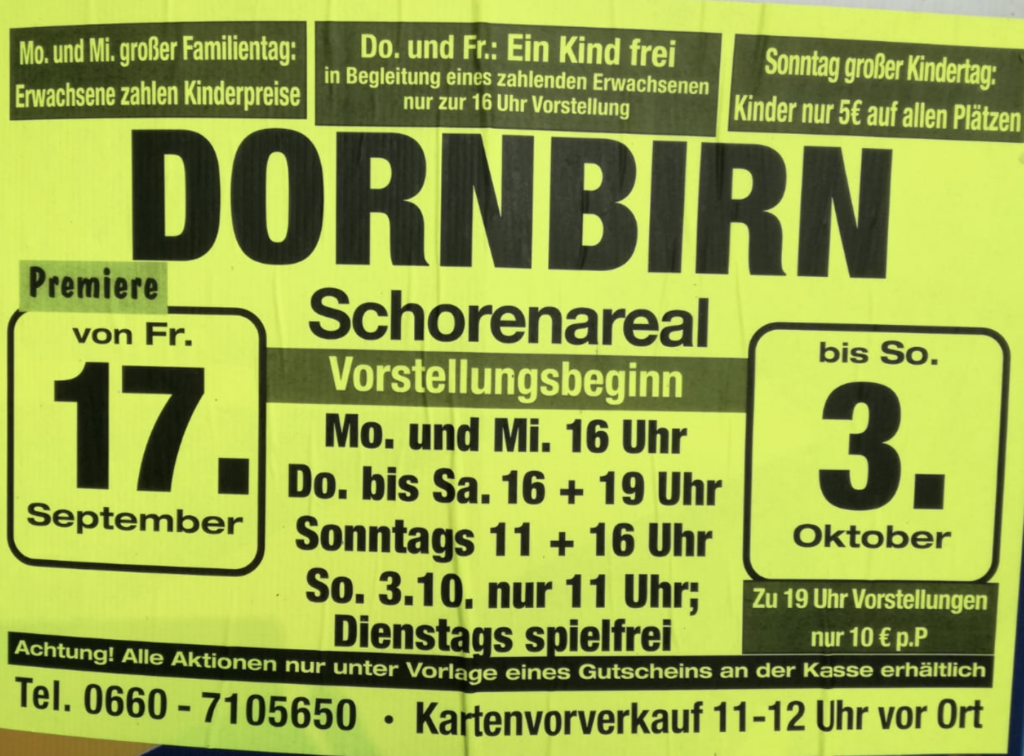 Mo. und Mi. großer Familientag:
Erwachsene zahlen Kinderpreise
Do. und Fr.: Ein Kind frei
in Begleitung eines zahlenden Erwachsenen
nur zur 16 Uhr Vorstellung
Sonntag großer Kindertag:
Kinder nur 5€ auf allen Plätzen
DORNBIRN
Premiere
von Fr.
17.
September
Schorenareal
Vorstellungsbeginn
Mo. und Mi. 16 Uhr
Do. bis Sa. 16 + 19 Uhr
Sonntags 11 + 16 Uhr
So. 3.10. nur 11 Uhr;
Dienstags spielfrei
bis So.
3.
Oktober
Zu 19 Uhr Vorstellungen
nur 10 € p.P
Achtung! Alle Aktionen nur unter Vorlage eines Gutscheins an der Kasse erhältlich
Tel. 0660 - 7105650 • Kartenvorverkauf 11-12 Uhr vor Ort